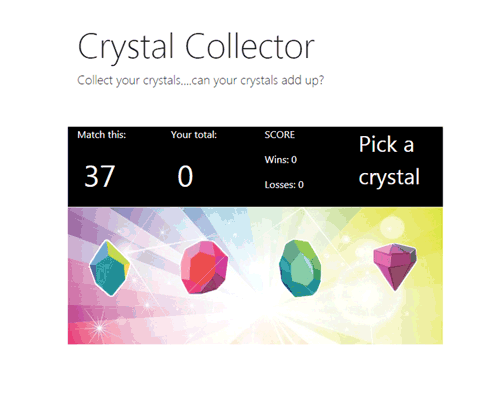 Crystal Collector
Collect your crystals....can your crystals add up?
Match this:
37
Your total:
0
SCORE
Wins: 0
Losses: 0
Pick a
crystal